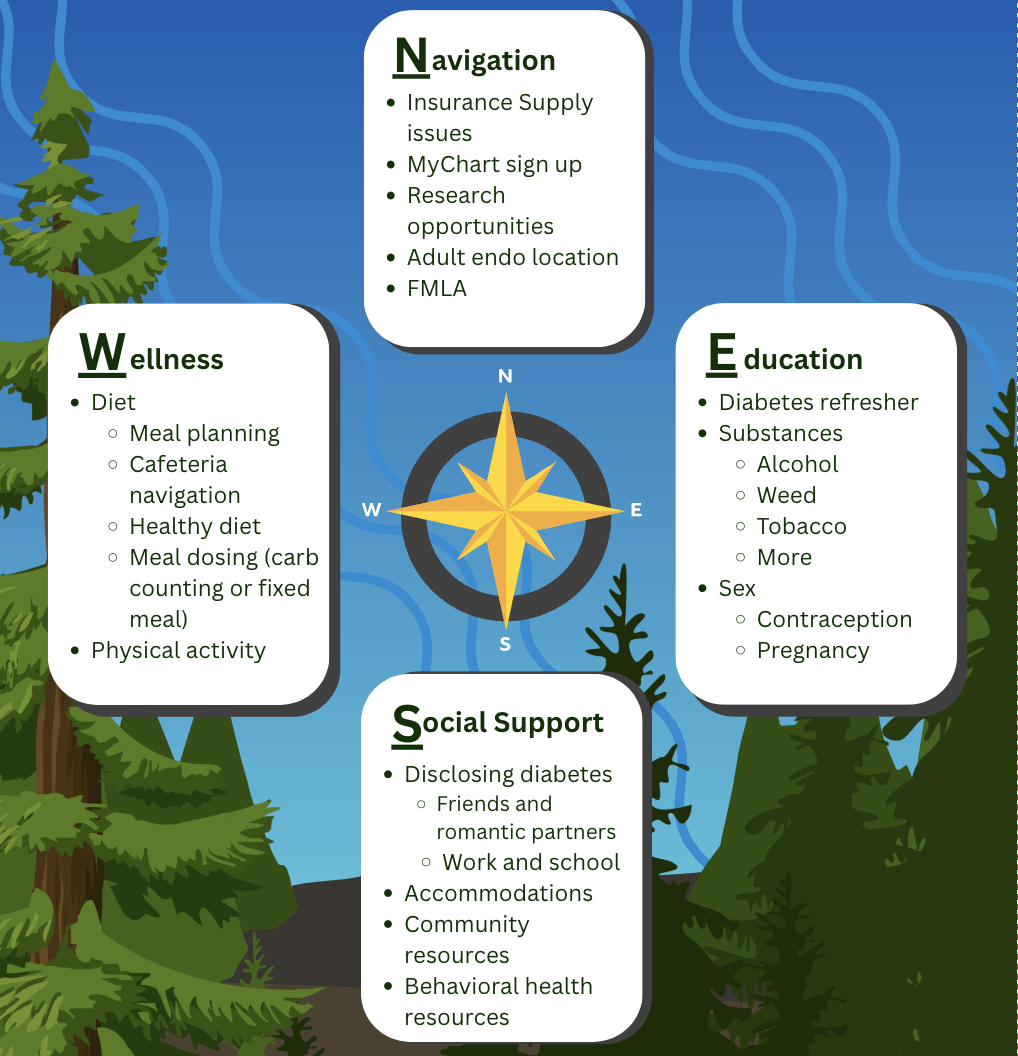 Navigation
• Insurance Supply
issues
• MyChart sign up
• Research
opportunities
• Adult endo location
• FMLA
Wellness
• Diet
○ Meal planning
○ Cafeteria
navigation
○ Healthy diet
○ Meal dosing (carb
counting or fixed
meal)
• Physical activity
N
W
E
S
E ducation
• Diabetes refresher
• Substances
○ Alcohol
○ Weed
○ Tobacco
○ More
• Sex
○ Contraception
○ Pregnancy
Social Support
• Disclosing diabetes
○ Friends and
romantic partners
○ Work and school
• Accommodations
• Community
resources
• Behavioral health
resources